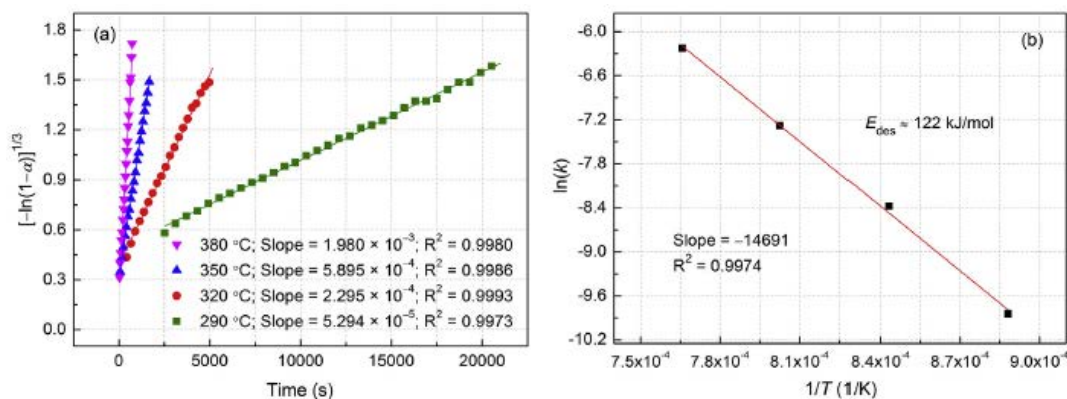 (a)
[−ln(1−α)]^1/3
1.8
1.5
1.2
0.9
0.6
0.3
0.0
380 °C; Slope = 1.980 × 10⁻³; R² = 0.9980
350 °C; Slope = 5.895 × 10⁻⁴; R² = 0.9986
320 °C; Slope = 2.295 × 10⁻⁴; R² = 0.9993
290 °C; Slope = 5.294 × 10⁻⁵; R² = 0.9973
0 5000 10000 15000 20000
Time (s)
(b)
ln(k)
-6.0
-6.6
-7.2
-7.8
-8.4
-9.0
-9.6
-10.2
E_des = 122 kJ/mol
Slope = −14691
R² = 0.9974
7.5x10⁻⁴ 7.8x10⁻⁴ 8.1x10⁻⁴ 8.4x10⁻⁴ 8.7x10⁻⁴ 9.0x10⁻⁴
1/T (1/K)